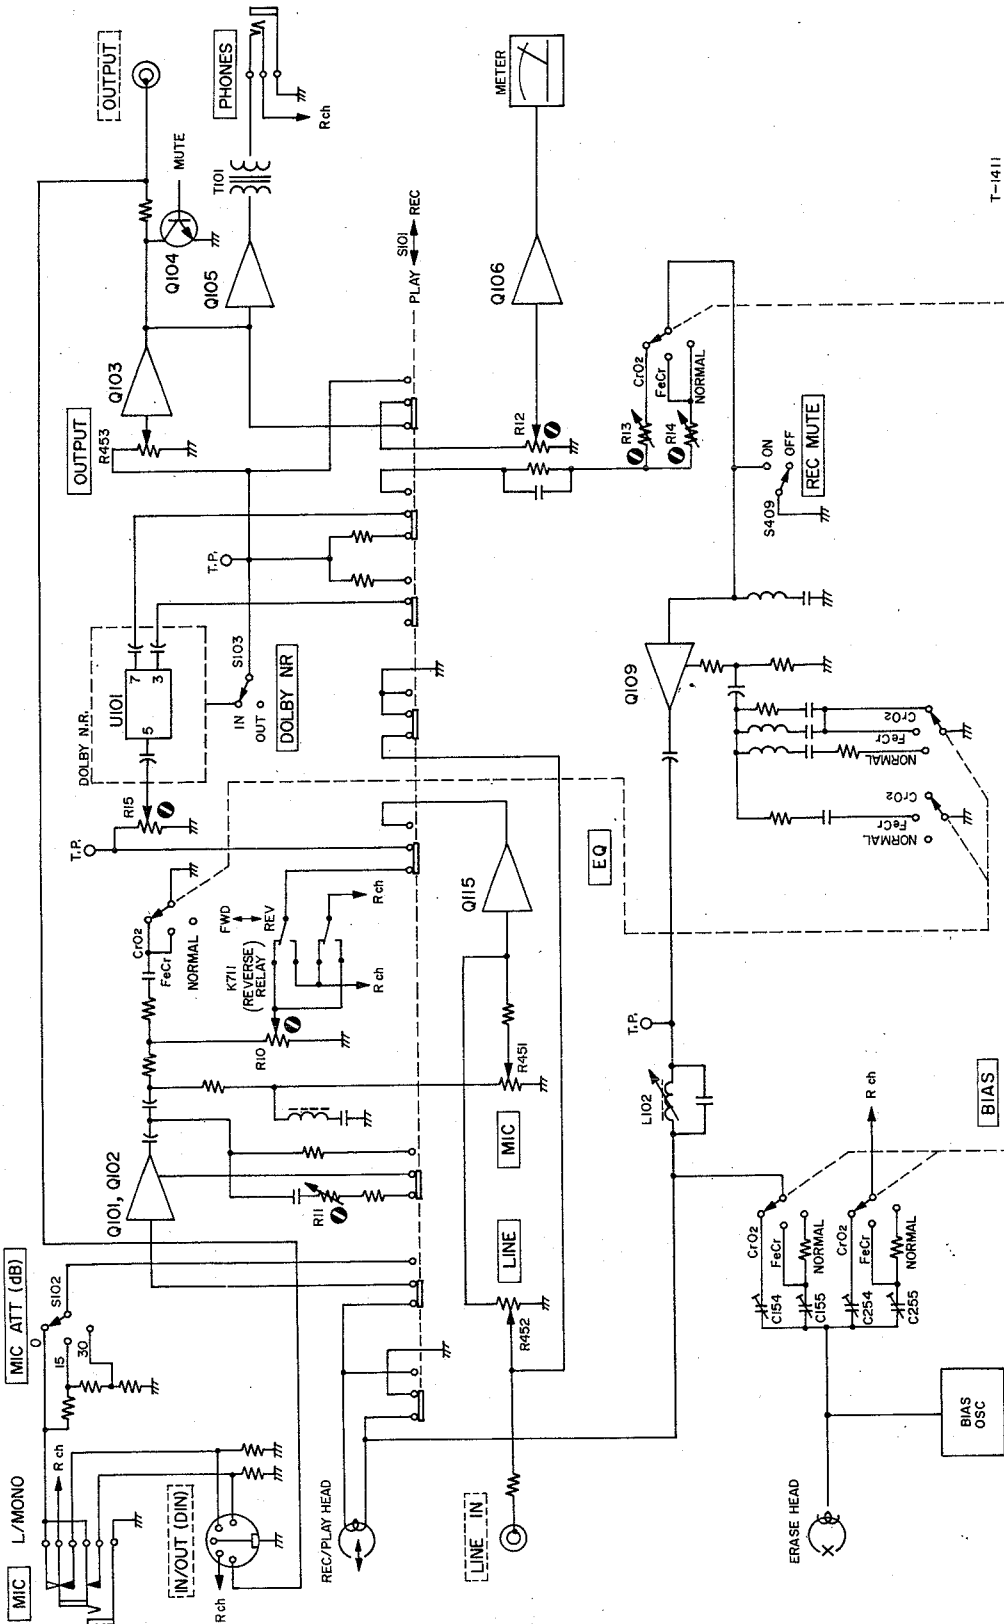 MIC
L/MONO
R ch
MIC ATT (dB)
0
15
30
S102
IN/OUT (DIN)
Rch
REC/PLAY HEAD
LINE IN
ERASE HEAD
BIAS
OSC
Q101, Q102
R11
R10
CrO2
FeCr
NORMAL
K711
(REVERSE
RELAY)
FWD
REV
Rch
Rch
T.P.
R15
DOLBY N.R.
U101
5
7
3
IN
OUT
S103
DOLBY NR
T.P.
OUTPUT
R453
Q103
Q104
MUTE
Q105
T101
OUTPUT
PHONES
Rch
PLAY
S101
REC
LINE
R452
MIC
R451
Q115
EQ
R12
Q106
METER
R13
R14
CrO2
FeCr
NORMAL
S409
ON
OFF
REC MUTE
Q109
CrO2
FeCr
NORMAL
CrO2
FeCr
NORMAL
T.P.
L102
C154
C155
C254
C255
CrO2
FeCr
NORMAL
CrO2
FeCr
NORMAL
R ch
BIAS
T-1411